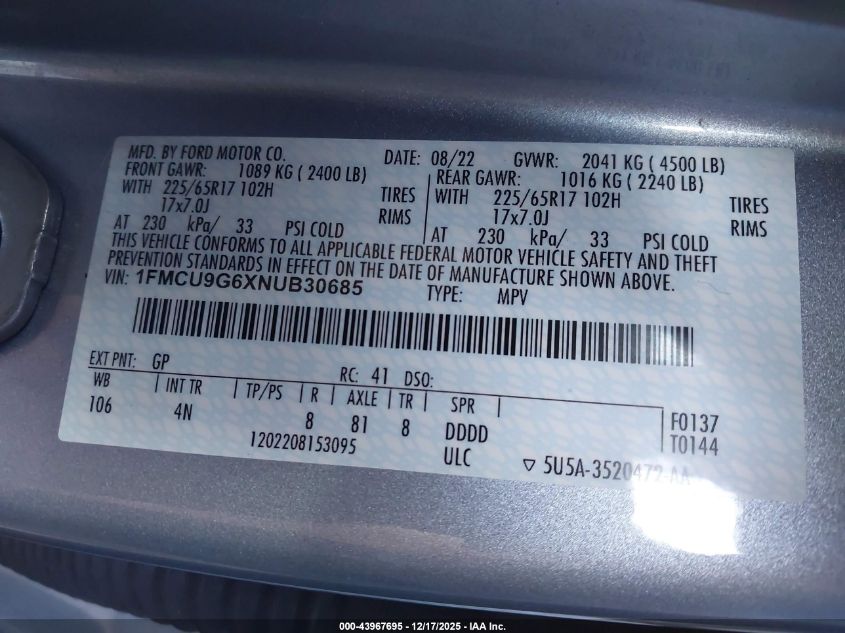 MFD. BY FORD MOTOR CO. DATE: 08/22 GVWR: 2041 KG ( 4500 LB)
FRONT GAWR: 1089 KG ( 2400 LB) REAR GAWR: 1016 KG ( 2240 LB)
WITH 225/65R17 102H TIRES WITH 225/65R17 102H TIRES
17x7.0J RIMS 17x7.0J RIMS
AT 230 kPa/ 33 PSI COLD AT 230 kPa/ 33 PSI COLD
THIS VEHICLE CONFORMS TO ALL APPLICABLE FEDERAL MOTOR VEHICLE SAFETY AND THEFT
PREVENTION STANDARDS IN EFFECT ON THE DATE OF MANUFACTURE SHOWN ABOVE.
VIN: 1FMCU9G6XNUB30685 TYPE: MPV
EXT PNT: GP RC: 41 DSO:
WB INT TR TP/PS R AXLE TR SPR
106 4N 8 81 8 DDDD F0137
1202208153095 ULC T0144
▽ 5U5A-3520472-AA
000-43967695 - 12/17/2025 - IAA Inc.